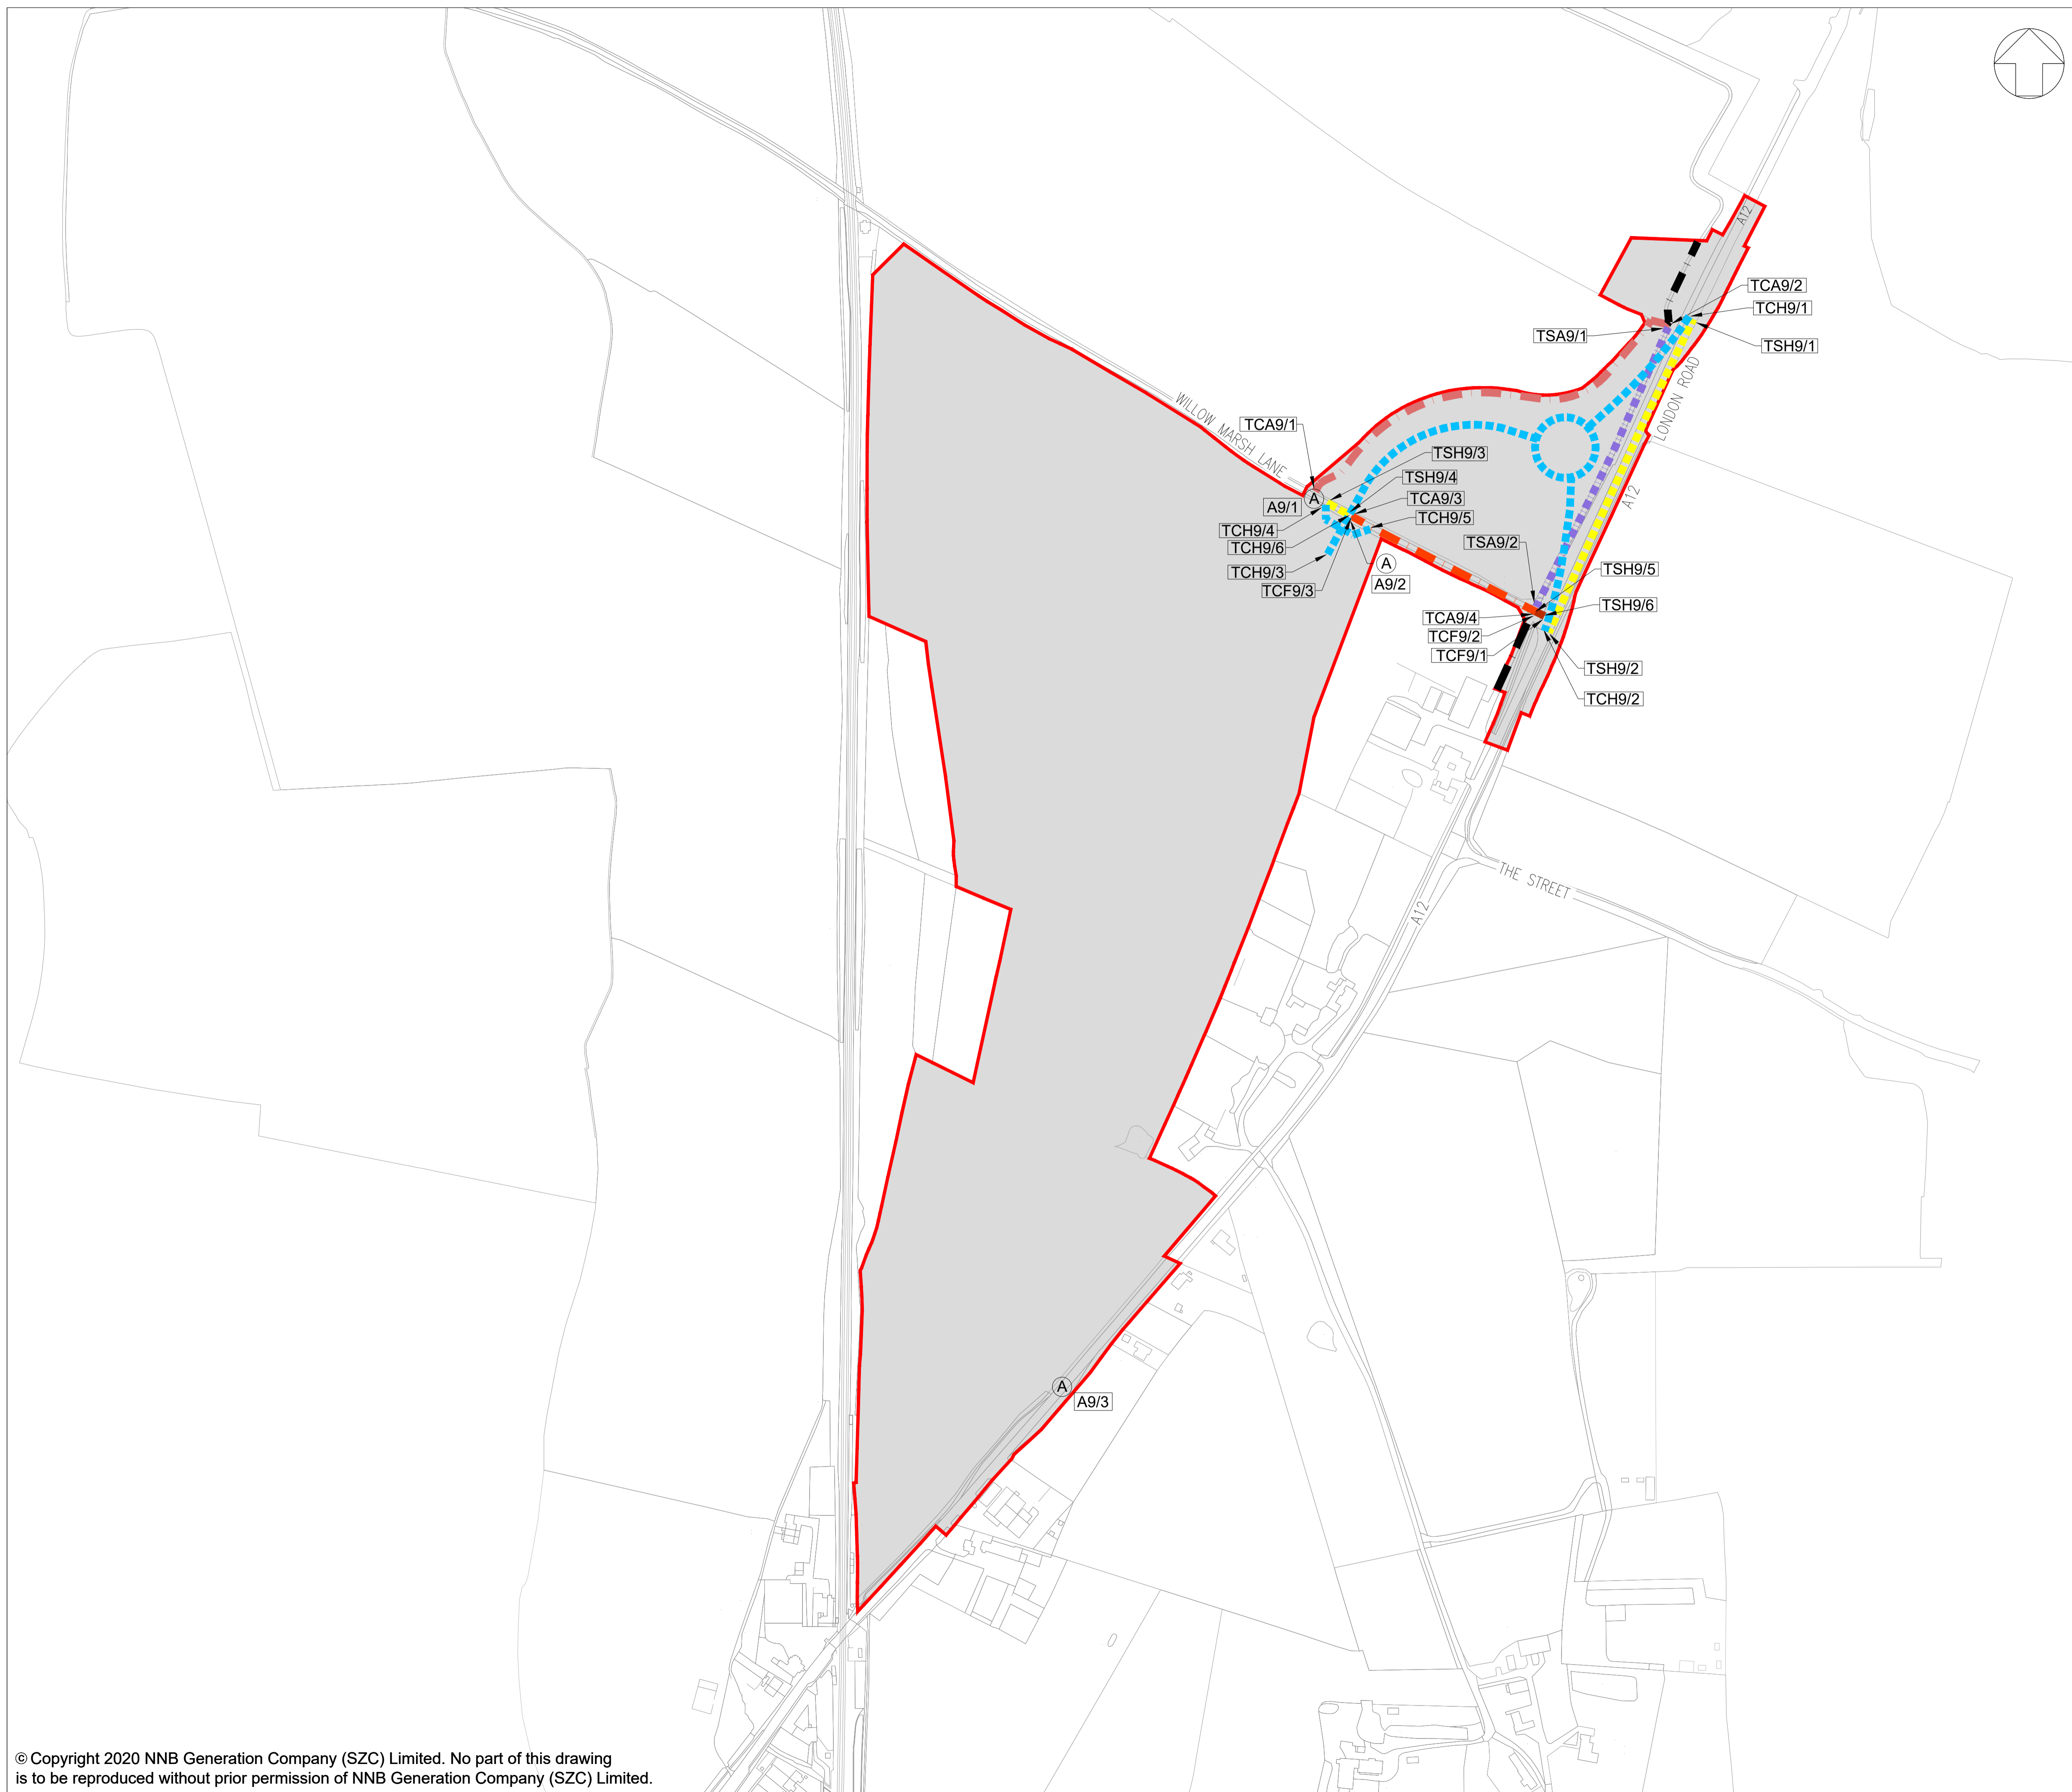 A12
TCA9/2
TCH9/1
TSA9/1
TSH9/1
LONDON ROAD
WILLOW MARSH LANE
TCA9/1
TSH9/3
TSH9/4
TCA9/3
A
A9/1
TCH9/5
A12
TCH9/4
TCH9/6
TSA9/2
TCH9/3
A
TSH9/5
TCF9/3
A9/2
TSH9/6
TCA9/4
TCF9/2
TCF9/1
TSH9/2
TCH9/2
THE STREET
A12
A
A9/3
© Copyright 2020 NNB Generation Company (SZC) Limited. No part of this drawing
is to be reproduced without prior permission of NNB Generation Company (SZC) Limited.